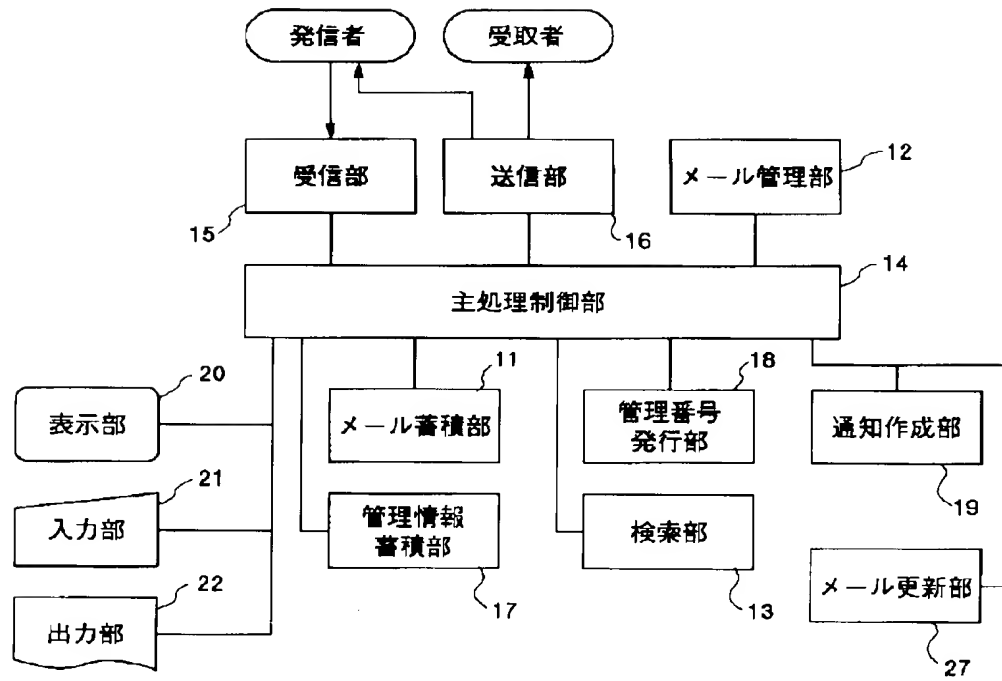 発信者
受取者
受信部
15
送信部
16
メール管理部
12
主処理制御部
14
表示部
20
メール蓄積部
11
管理番号
発行部
18
通知作成部
19
入力部
21
管理情報
蓄積部
17
検索部
13
メール更新部
27
出力部
22